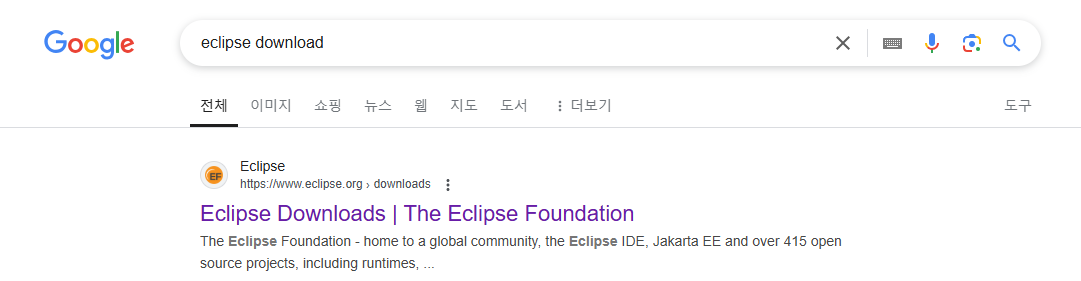 Google
eclipse download
전체 이미지 쇼핑 뉴스 웹 지도 도서 더보기 도구
EF
Eclipse
https://www.eclipse.org › downloads
Eclipse Downloads | The Eclipse Foundation
The Eclipse Foundation - home to a global community, the Eclipse IDE, Jakarta EE and over 415 open
source projects, including runtimes, ...